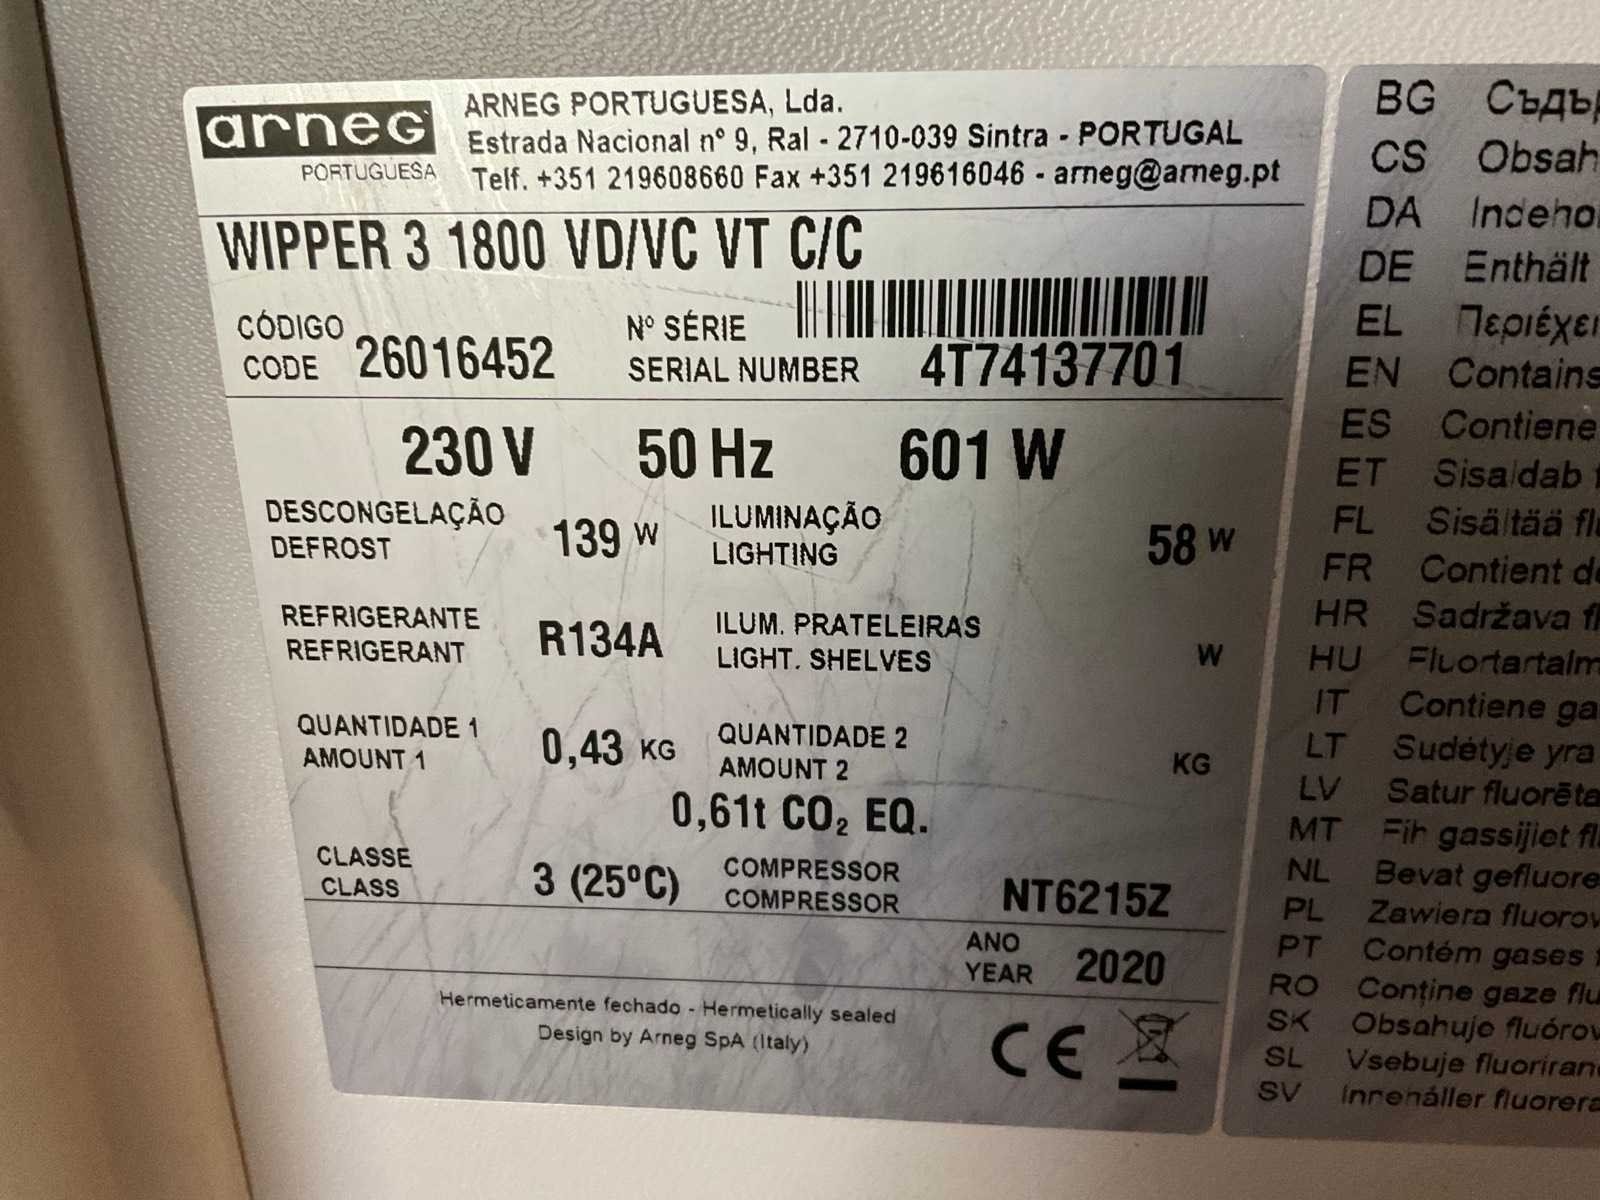 arneg
PORTUGUESA
ARNEG PORTUGUESA, Lda.
Estrada Nacional nº 9, Ral - 2710-039 Sintra - PORTUGAL
Telf. +351 219608660 Fax +351 219616046 - arneg@arneg.pt
WIPPER 3 1800 VD/VC VT C/C
CÓDIGO
CODE 26016452
Nº SÉRIE
SERIAL NUMBER 4T74137701
230 V 50 Hz 601 W
DESCONGELAÇÃO
DEFROST 139 W
ILUMINAÇÃO
LIGHTING 58 W
REFRIGERANTE
REFRIGERANT R134A
ILUM. PRATELEIRAS
LIGHT. SHELVES W
QUANTIDADE 1
AMOUNT 1 0,43 KG
QUANTIDADE 2
AMOUNT 2 KG
0,61t CO₂ EQ.
CLASSE
CLASS 3 (25ºC)
COMPRESSOR
COMPRESSOR NT6215Z
ANO
YEAR 2020
Hermeticamente fechado - Hermetically sealed
Design by Arneg SpA (Italy)
CE
BG
CS Obsah
DA
DE Enthält
EL Περιέχει
EN Contains
ES Contiene
ET Sisaldab
FL Sisältää
FR Contient
HR Sadržava
HU
IT Contiene
LT Sudėtyje yra
LV Satur
MT Fih gassijiet
NL Bevat
PL Zawiera
PT Contém gases
RO Conține gaze
SK Obsahuje
SL Vsebuje
SV Innehåller